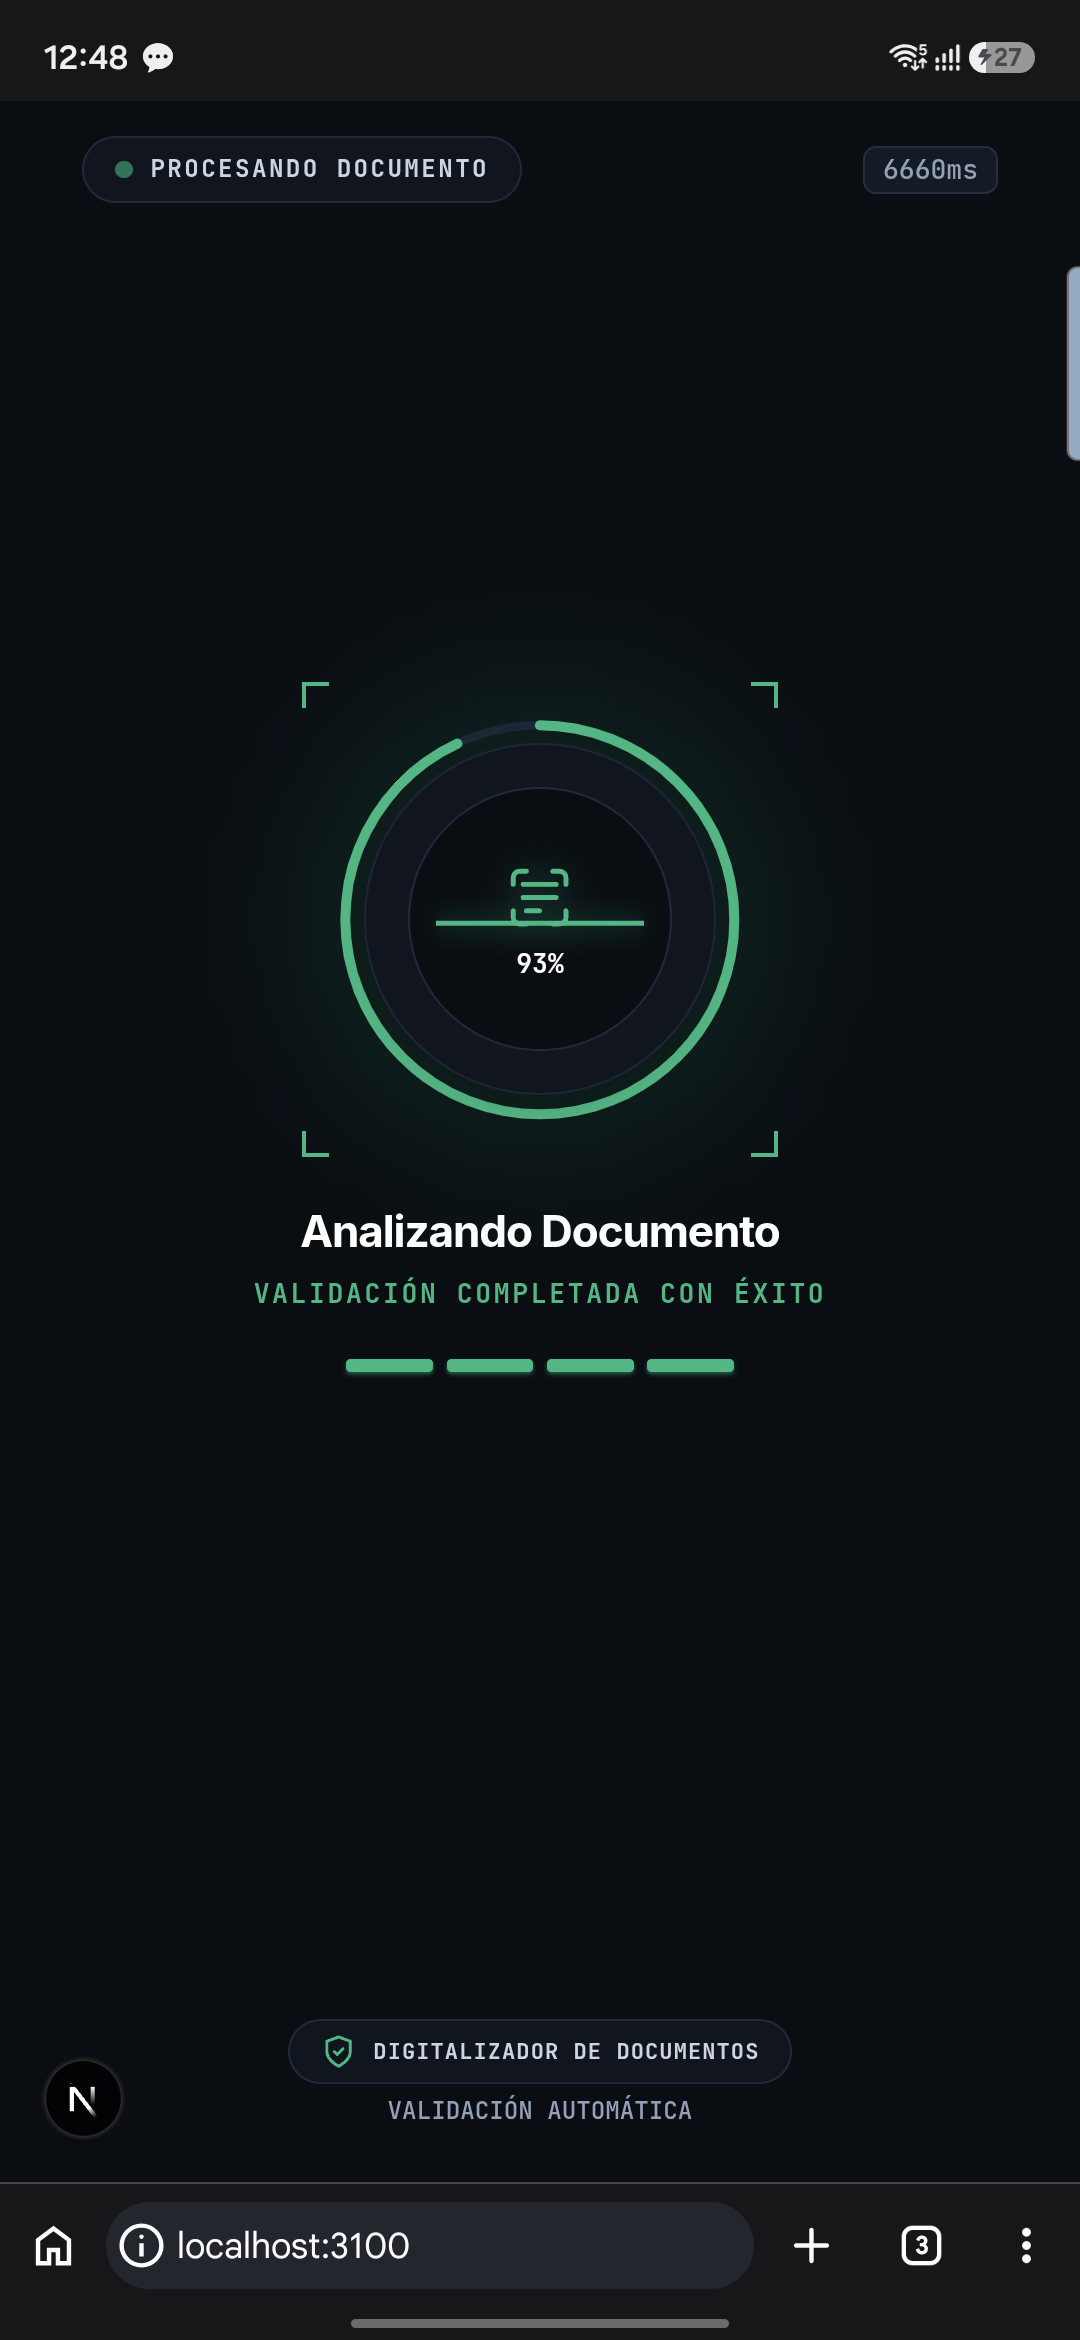 12:48
5
27
PROCESANDO DOCUMENTO
6660ms
93%
Analizando Documento
VALIDACIÓN COMPLETADA CON ÉXITO
DIGITALIZADOR DE DOCUMENTOS
VALIDACIÓN AUTOMÁTICA
N
localhost:3100
3